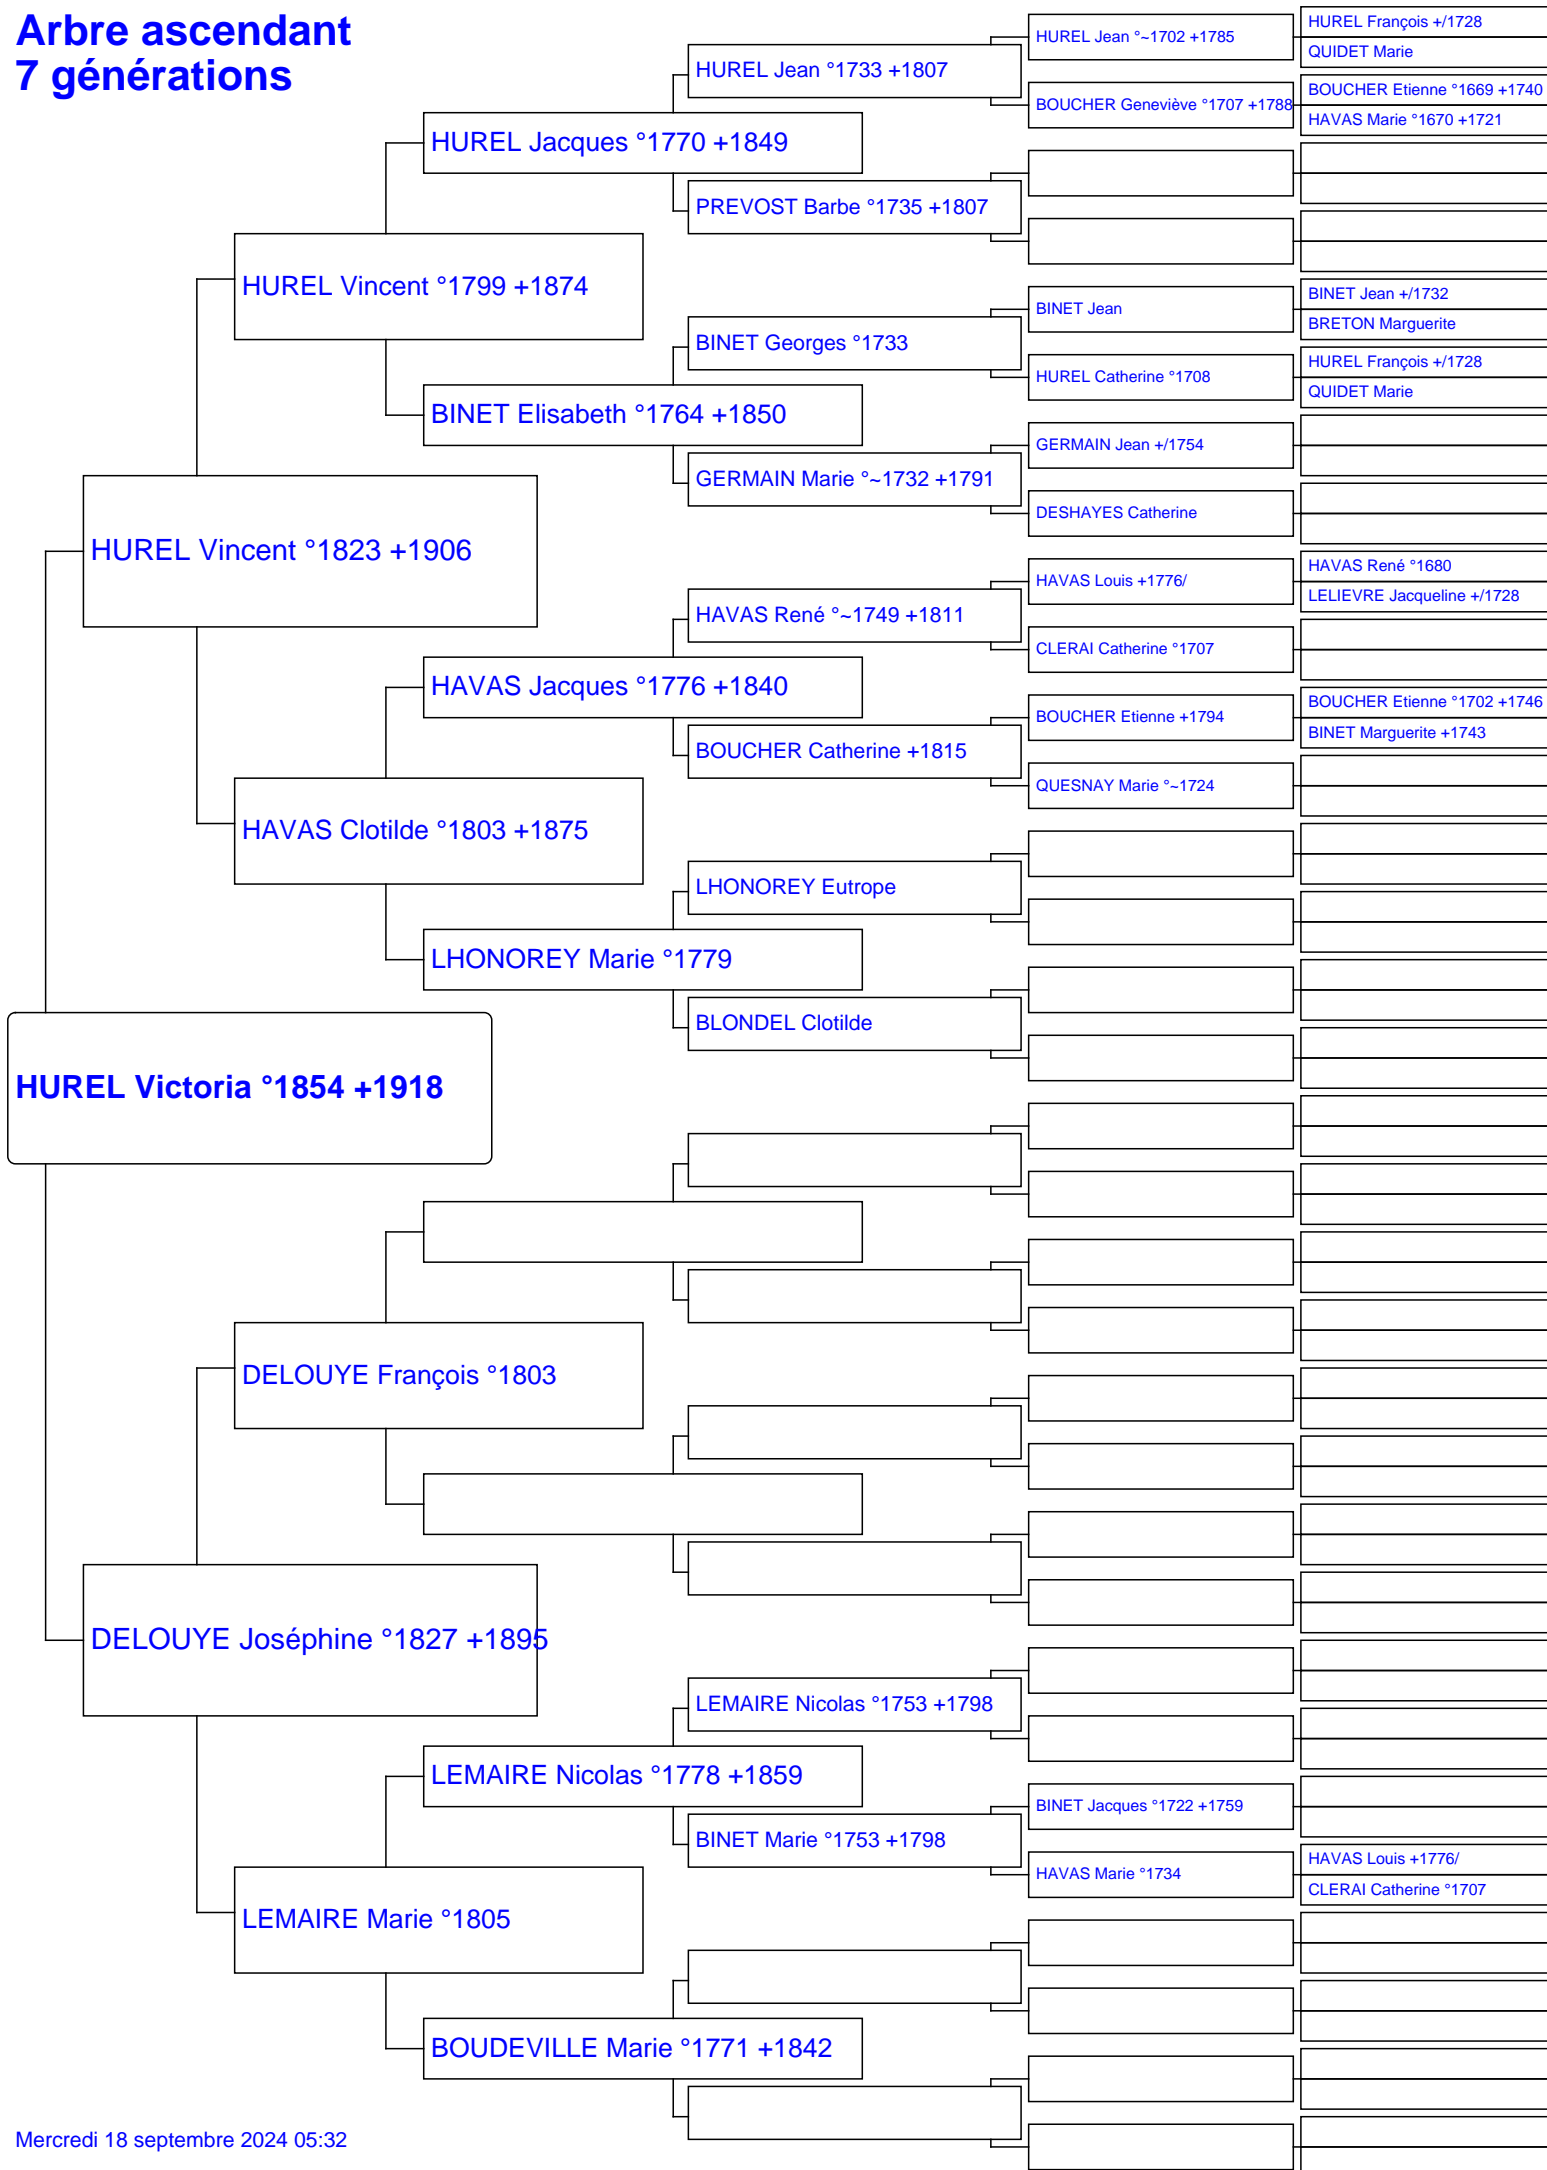 Arbre ascendant
7 générations
HUREL Victoria °1854 +1918
HUREL Vincent °1823 +1906
DELOUYE Joséphine °1827 +1895
HUREL Vincent °1799 +1874
HAVAS Clotilde °1803 +1875
DELOUYE François °1803
LEMAIRE Marie °1805
HUREL Jacques °1770 +1849
BINET Elisabeth °1764 +1850
HAVAS Jacques °1776 +1840
LHONOREY Marie °1779
LEMAIRE Nicolas °1778 +1859
BOUDEVILLE Marie °1771 +1842
HUREL Jean °1733 +1807
PREVOST Barbe °1735 +1807
BINET Georges °1733
GERMAIN Marie °~1732 +1791
HAVAS René °~1749 +1811
BOUCHER Catherine +1815
LHONOREY Eutrope
BLONDEL Clotilde
LEMAIRE Nicolas °1753 +1798
BINET Marie °1753 +1798
HUREL Jean °~1702 +1785
BOUCHER Geneviève °1707 +1788
BINET Jean
HUREL Catherine °1708
GERMAIN Jean +/1754
DESHAYES Catherine
HAVAS Louis +1776/
CLERAI Catherine °1707
BOUCHER Etienne +1794
QUESNAY Marie °~1724
BINET Jacques °1722 +1759
HAVAS Marie °1734
HUREL François +/1728
QUIDET Marie
BOUCHER Etienne °1669 +1740
HAVAS Marie °1670 +1721
BINET Jean +/1732
BRETON Marguerite
HUREL François +/1728
QUIDET Marie
HAVAS René °1680
LELIEVRE Jacqueline +/1728
BOUCHER Etienne °1702 +1746
BINET Marguerite +1743
HAVAS Louis +1776/
CLERAI Catherine °1707
Mercredi 18 septembre 2024 05:32